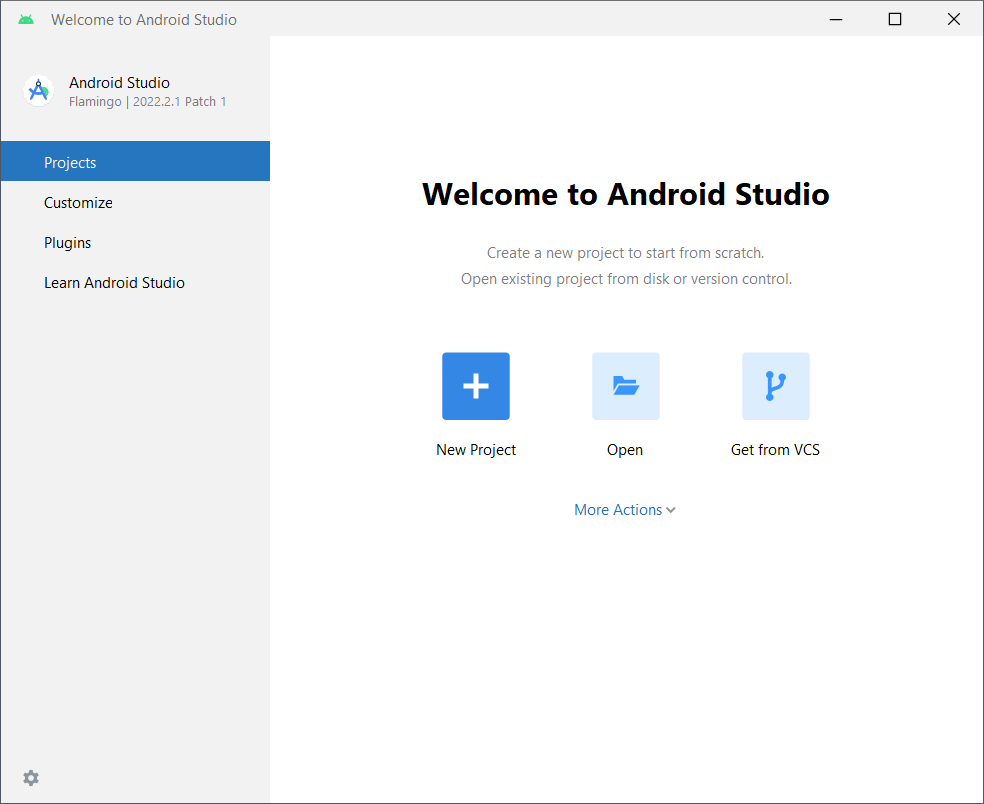 Welcome to Android Studio
Android Studio
Flamingo | 2022.2.1 Patch 1
Projects
Customize
Plugins
Learn Android Studio
Welcome to Android Studio
Create a new project to start from scratch.
Open existing project from disk or version control.
New Project
Open
Get from VCS
More Actions